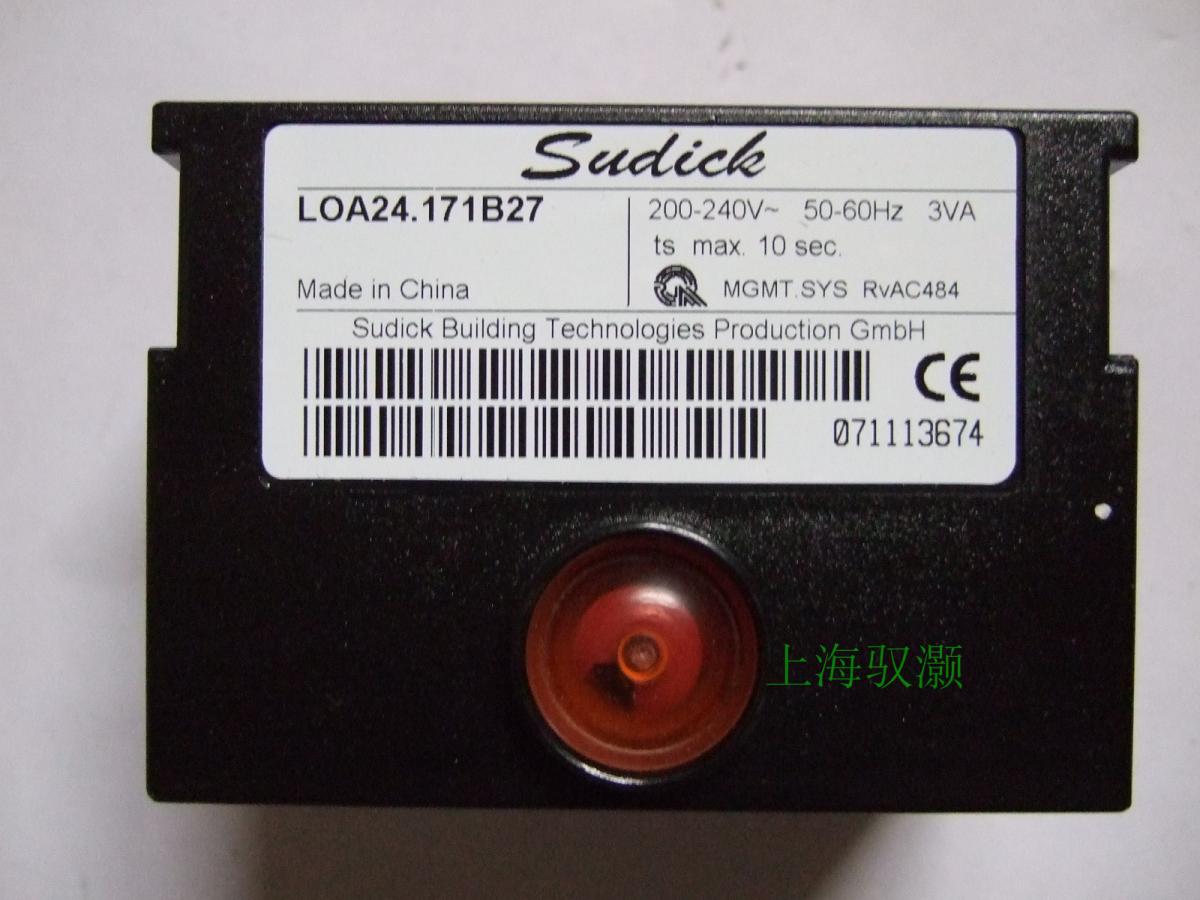 Sudick
LOA24.171B27
200-240V~ 50-60Hz 3VA
ts max. 10 sec.
Made in China
MGMT.SYS RvAC484
Sudick Building Technologies Production GmbH
CE
071113674
上海驭灏